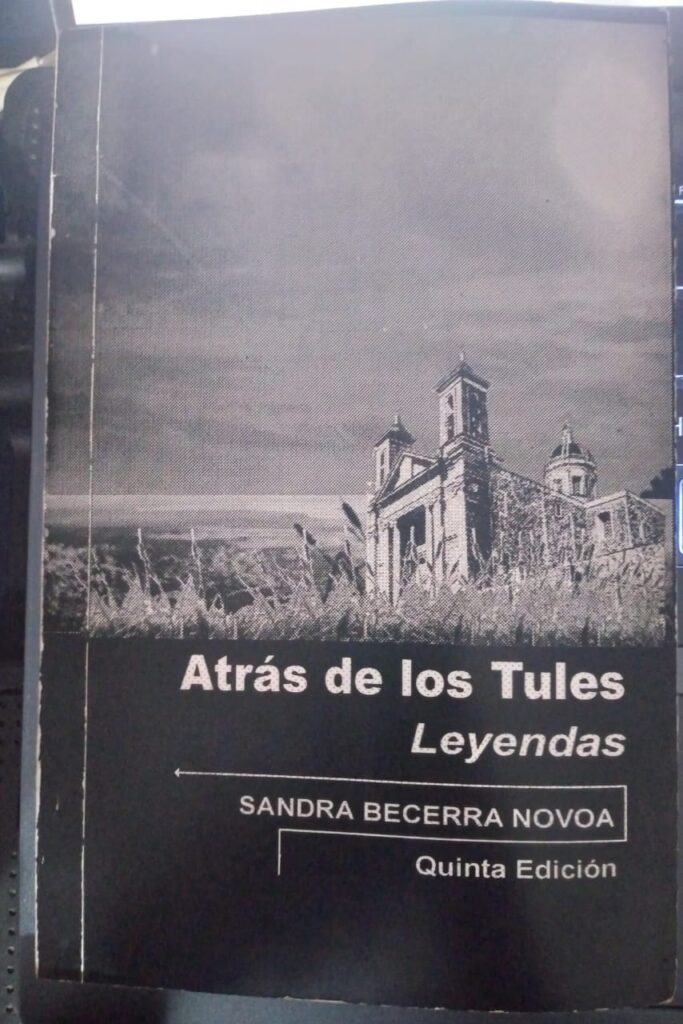 Atrás de los Tules
Leyendas
SANDRA BECERRA NOVOA
Quinta Edición